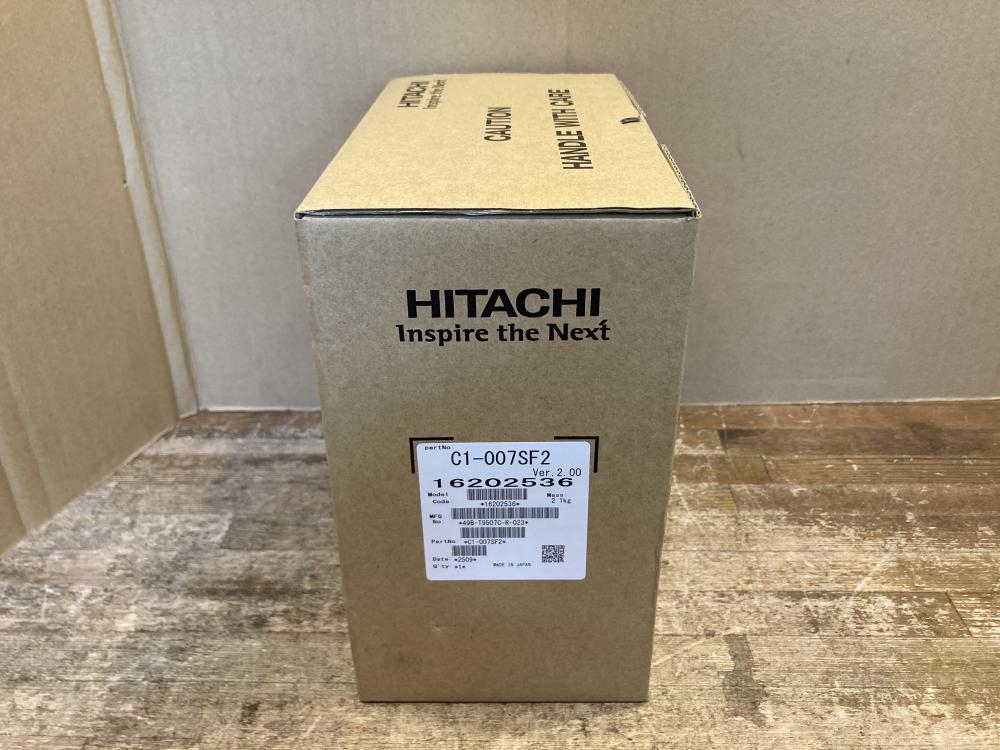 HITACHI
Inspire the Next
CAUTION
HANDLE WITH CARE
HITACHI
Inspire the Next
partNo
C1-007SF2
Ver.2.00
16202536
Model
Code:
*16202536*
Mass:
2.1kg
MFG
No:
*49B-T9507C-R-023*
PartNo
*C1-007SF2*
Date
*2509*
Q'ty
*1*
MADE IN JAPAN